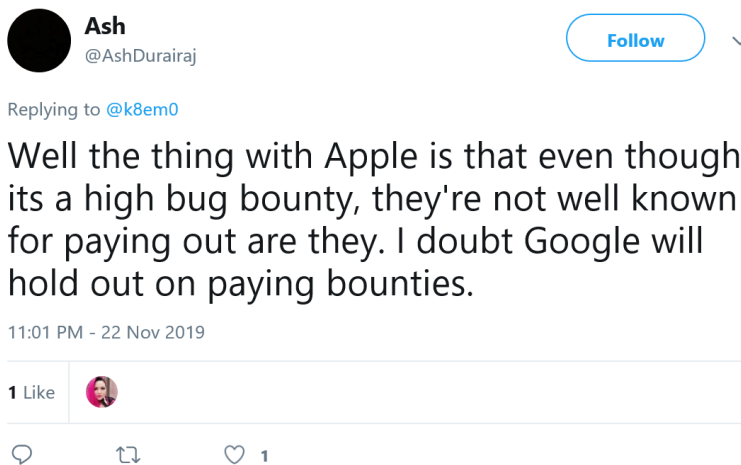 Ash
@AshDurairaj
Follow
Replying to @k8em0
Well the thing with Apple is that even though
its a high bug bounty, they're not well known
for paying out are they. I doubt Google will
hold out on paying bounties.
11:01 PM - 22 Nov 2019
1 Like
1